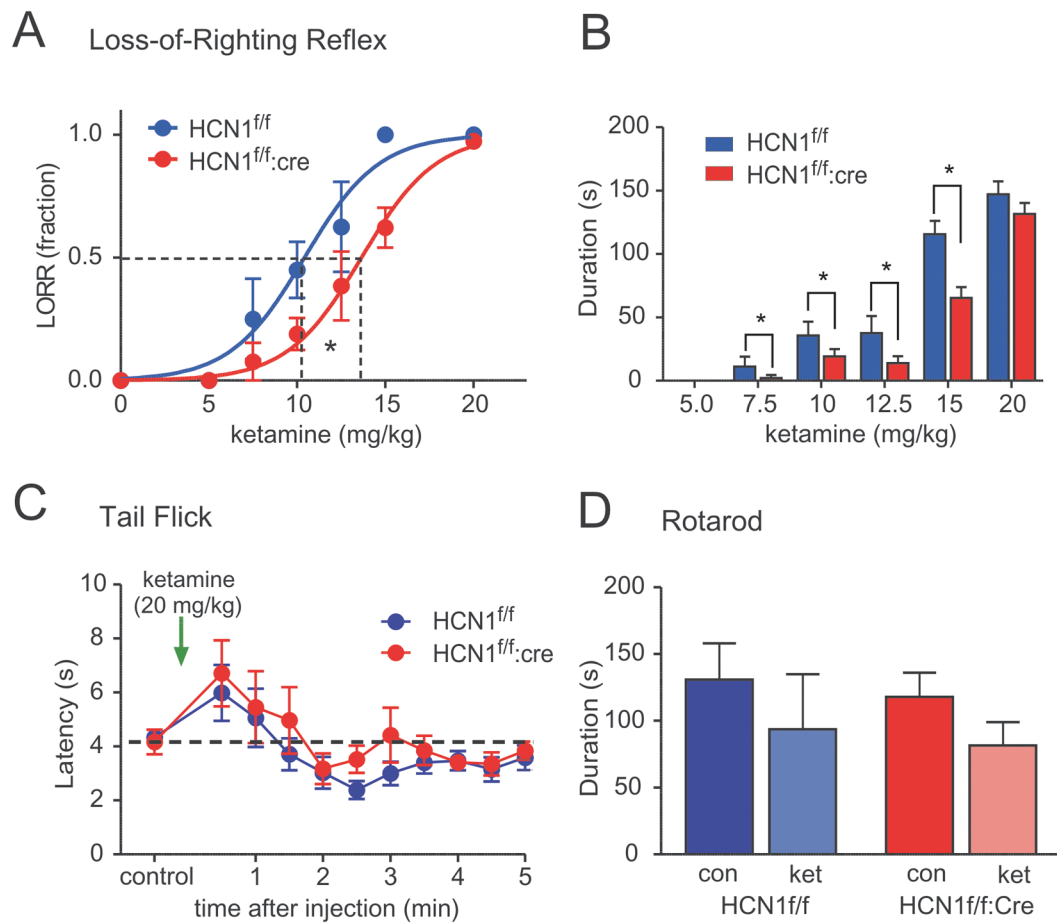 A Loss-of-Righting Reflex
HCN1f/f
HCN1f/f:cre
LORR (fraction)
1.0
0.5
0.0
*
0 5 10 15 20
ketamine (mg/kg)
B
HCN1f/f
HCN1f/f:cre
Duration (s)
200
150
100
50
0
* * * *
5.0 7.5 10 12.5 15 20
ketamine (mg/kg)
C Tail Flick
ketamine
(20 mg/kg)
HCN1f/f
HCN1f/f:cre
Latency (s)
10
8
6
4
2
0
control 1 2 3 4 5
time after injection (min)
D Rotarod
Duration (s)
200
150
100
50
0
con ket con ket
HCN1f/f HCN1f/f:Cre